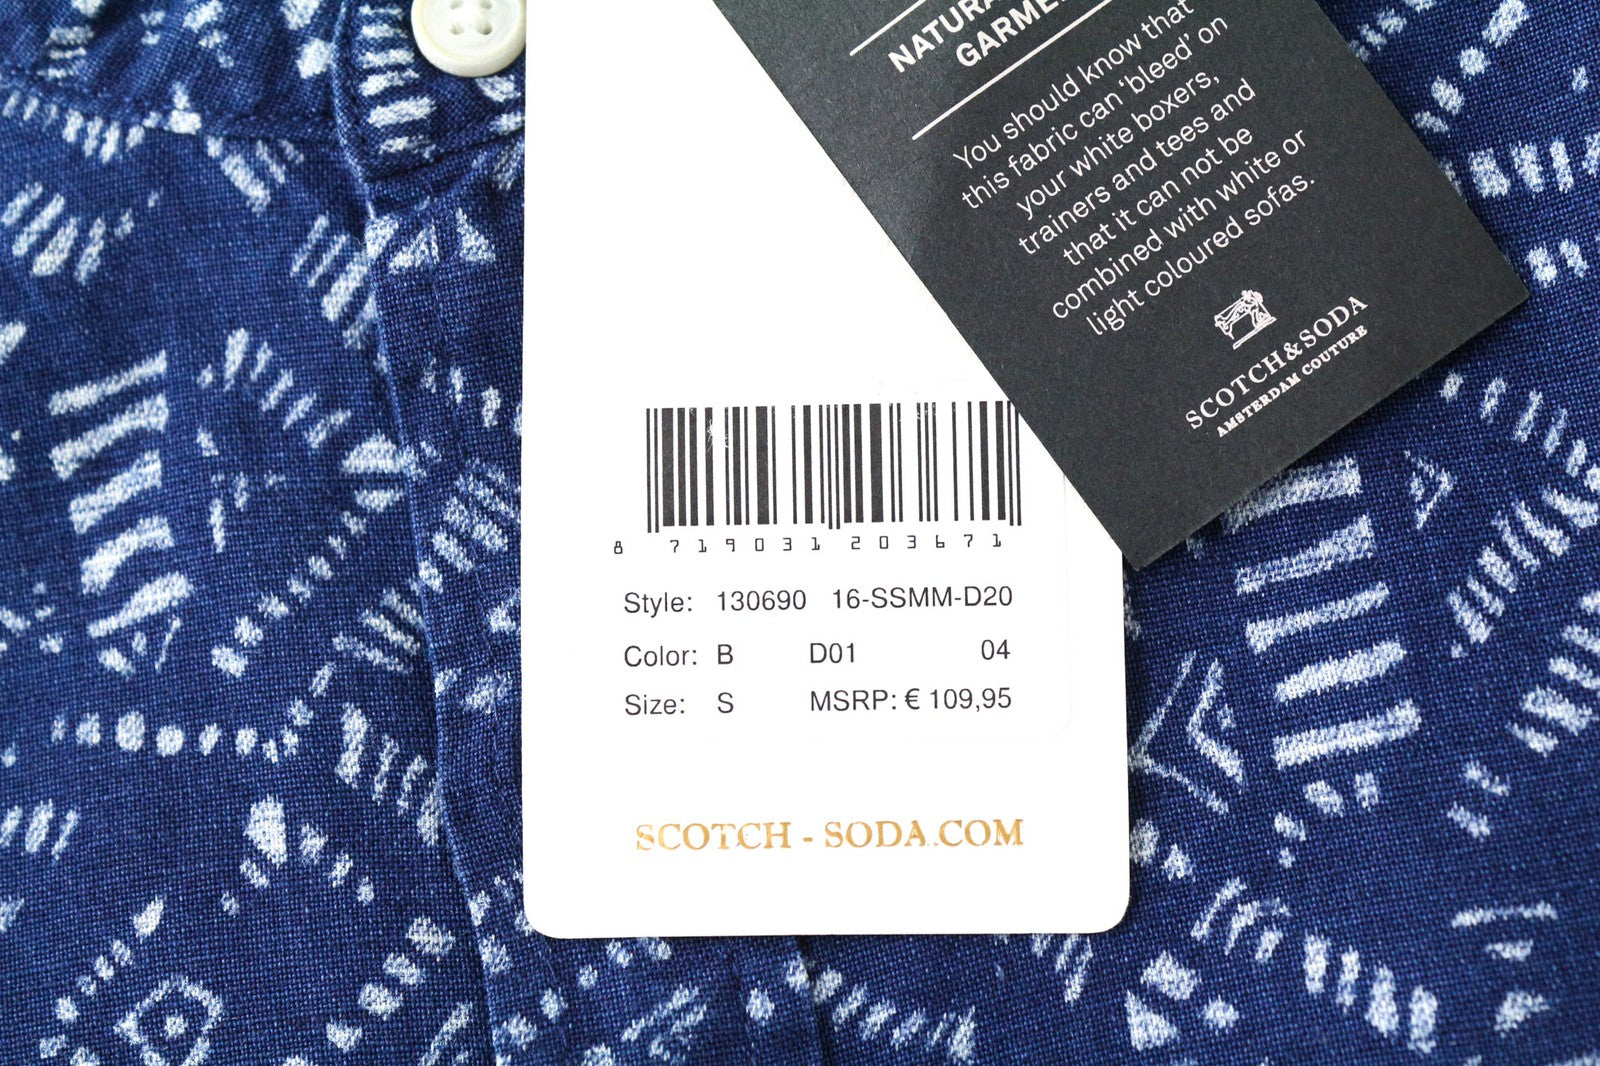 GARME
You should know that
this fabric can 'bleed' on
your white boxers,
trainers and tees and
that it can not be
combined with white or
light coloured sofas.
SCOTCH & SODA
AMSTERDAM COUTURE
8 719031 203671
Style: 130690 16-SSMM-D20
Color: B D01 04
Size: S MSRP: € 109,95
SCOTCH - SODA.COM